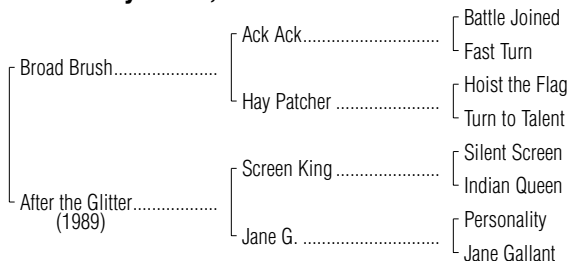 Battle Joined
Ack Ack
Fast Turn
Broad Brush
Hoist the Flag
Hay Patcher
Turn to Talent
Silent Screen
Screen King
Indian Queen
After the Glitter
(1989)
Personality
Jane G.
Jane Gallant